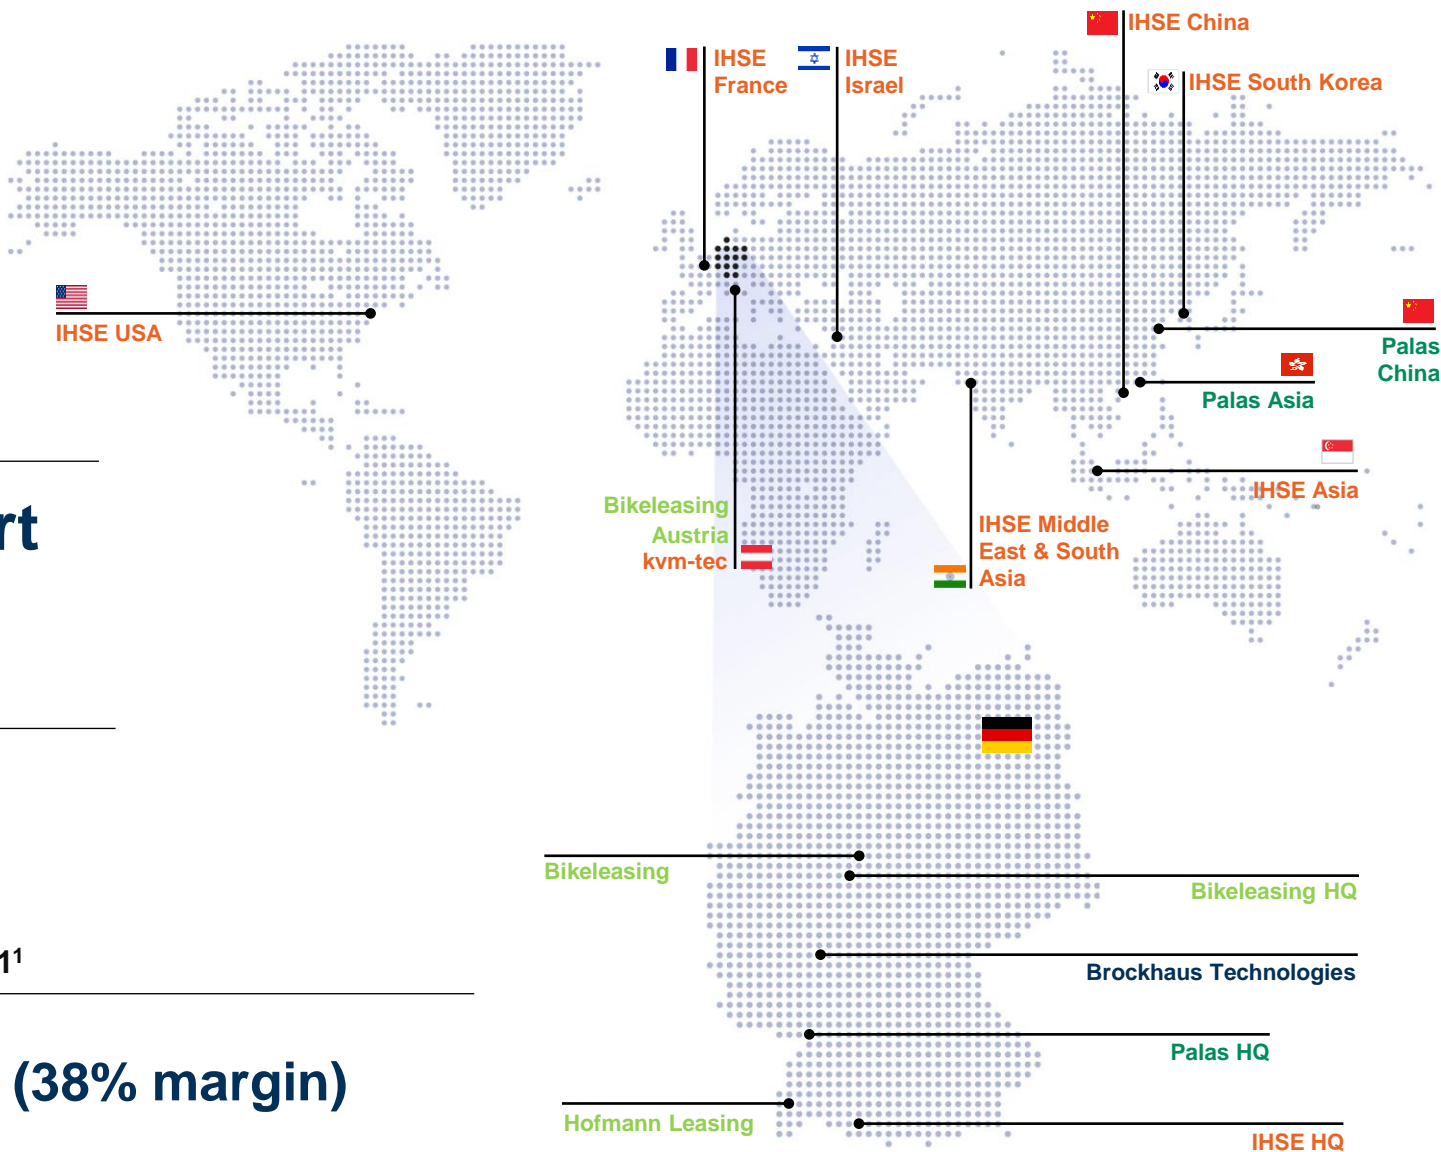 IHSE China
IHSE
France
IHSE
Israel
IHSE South Korea
IHSE USA
Palas
China
Palas Asia
IHSE Asia
Bikeleasing
Austria
kvm-tec
IHSE Middle
East & South
Asia
rt
Bikeleasing
Bikeleasing HQ
1¹
Brockhaus Technologies
Palas HQ
(38% margin)
Hofmann Leasing
IHSE HQ